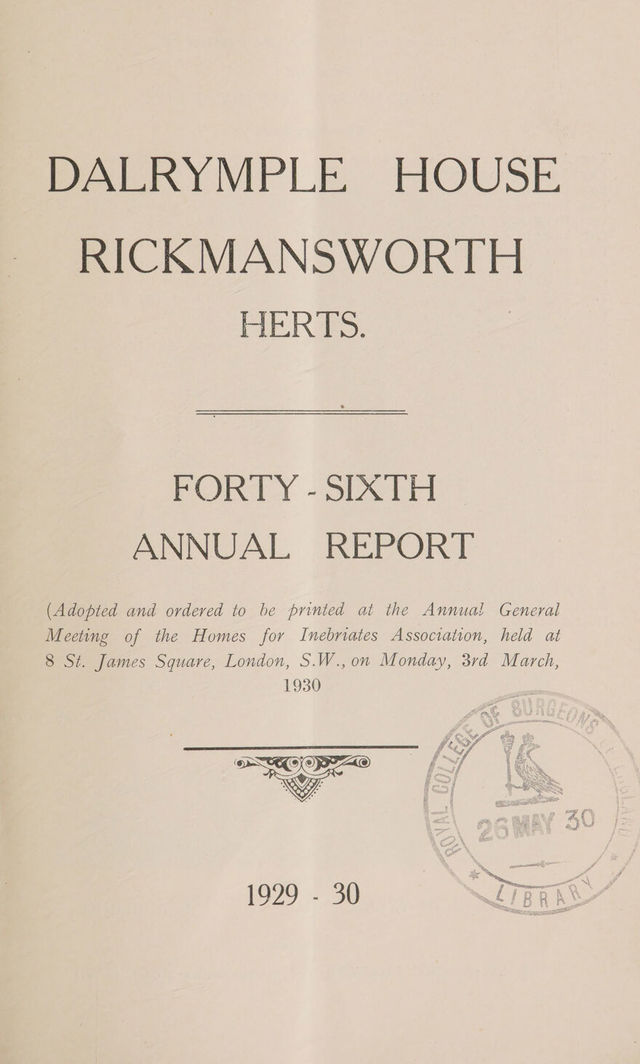 DALRYMPLE HOUSE
RICKMANSWORTH
HERTS.
FORTY-SIXTH
ANNUAL REPORT
(Adopted and ordered to be printed at the Annual General
Meeting of the Homes for Inebriates Association, held at
8 St. James Square, London, S.W., on Monday, 3rd March,
1930
ROYAL COLLEGE OF SURGEONS OF ENGLAND
26 MAY 30
* LIBRARY *
1929 - 30